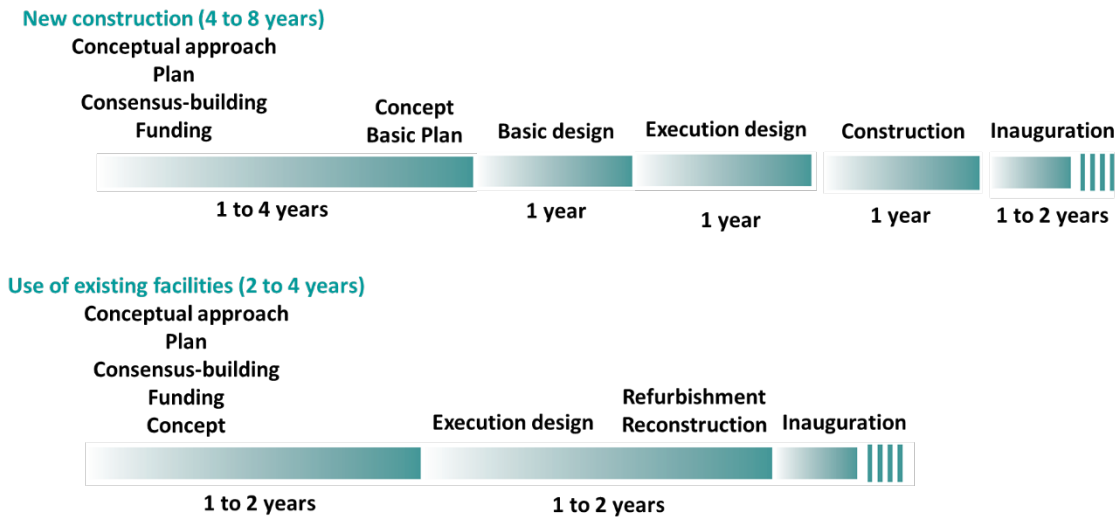 New construction (4 to 8 years)
Conceptual approach
Plan
Consensus-building
Funding
Concept
Basic Plan
Basic design
Execution design
Construction
Inauguration
1 to 4 years
1 year
1 year
1 year
1 to 2 years
Use of existing facilities (2 to 4 years)
Conceptual approach
Plan
Consensus-building
Funding
Concept
Execution design
Refurbishment
Reconstruction
Inauguration
1 to 2 years
1 to 2 years